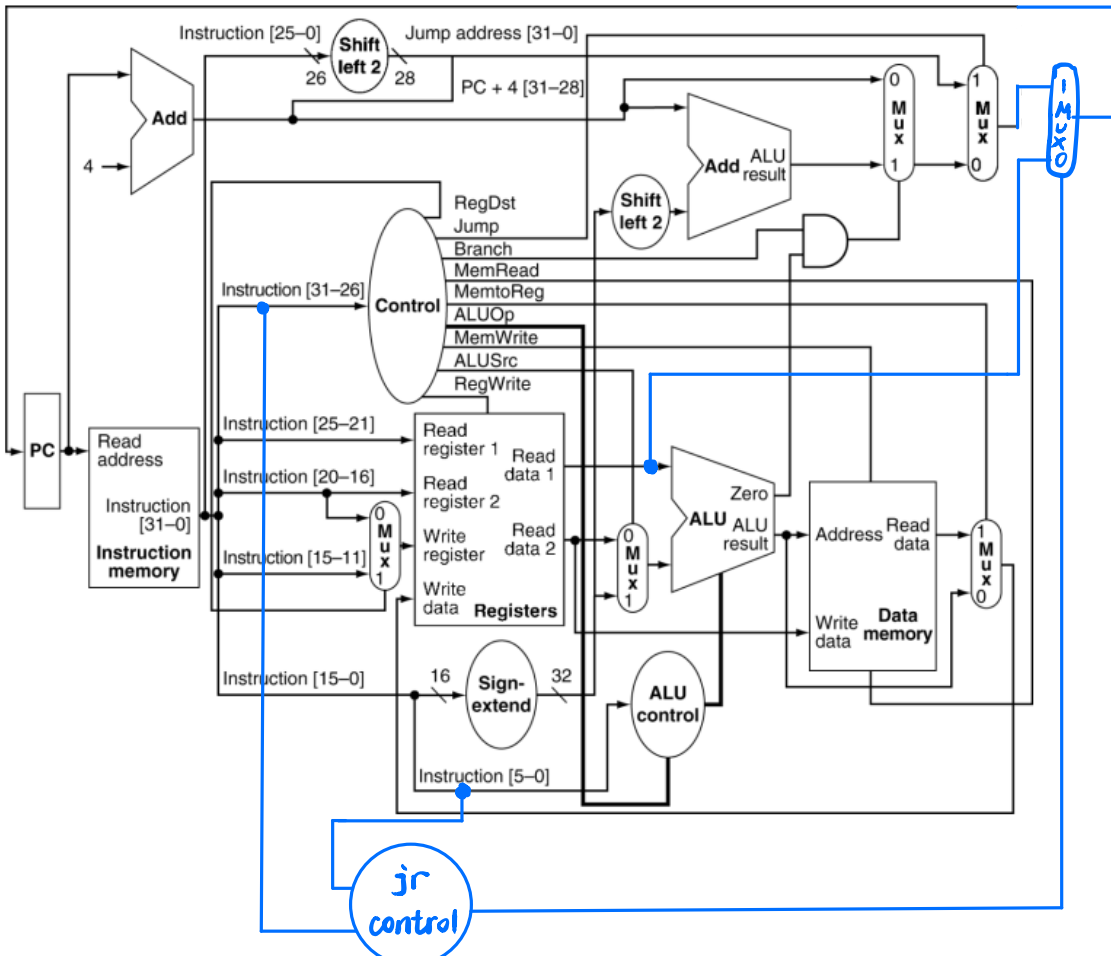 Instruction [25–0]
Shift
left 2
Jump address [31–0]
26
28
PC + 4 [31–28]
Add
4
0
M
u
x
1
1
M
u
x
0
1
M
u
x
0
Add
ALU
result
Shift
left 2
RegDst
Jump
Branch
MemRead
MemtoReg
ALUOp
MemWrite
ALUSrc
RegWrite
Instruction [31–26]
Control
PC
Read
address
Instruction
[31–0]
Instruction
memory
Instruction [25–21]
Instruction [20–16]
Instruction [15–11]
0
M
u
x
1
Read
register 1
Read
register 2
Write
register
Write
data
Read
data 1
Read
data 2
Registers
0
M
u
x
1
Zero
ALU
ALU
result
Address
Read
data
Write
data
Data
memory
1
M
u
x
0
Instruction [15–0]
16
Sign-
extend
32
ALU
control
Instruction [5–0]
jr
control